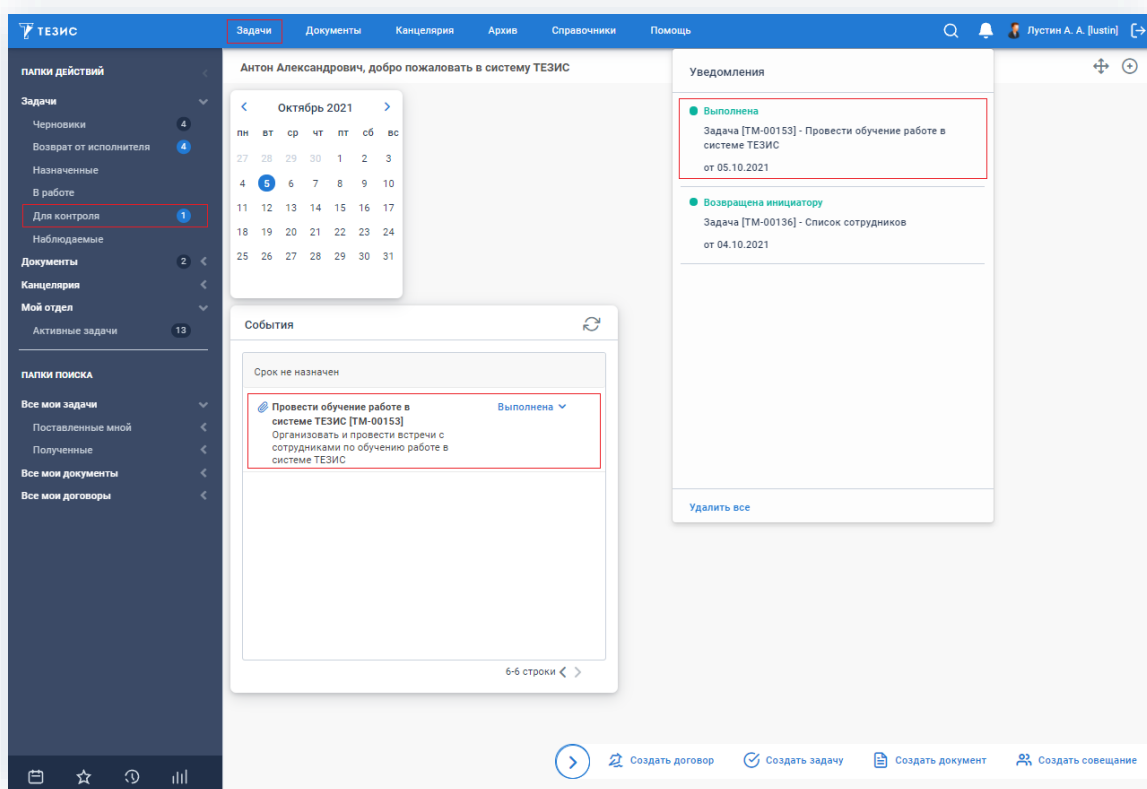 ТЕЗИС
Задачи Документы Канцелярия Архив Справочники Помощь
Лустин А. А. [lustin]
ПАПКИ ДЕЙСТВИЙ
Задачи
Черновики 4
Возврат от исполнителя 4
Назначенные
В работе
Для контроля 1
Наблюдаемые
Документы 2
Канцелярия
Мой отдел
Активные задачи 13
ПАПКИ ПОИСКА
Все мои задачи
Поставленные мной
Полученные
Все мои документы
Все мои договоры
Антон Александрович, добро пожаловать в систему ТЕЗИС
Октябрь 2021
пн вт ср чт пт сб вс
27 28 29 30 1 2 3
4 5 6 7 8 9 10
11 12 13 14 15 16 17
18 19 20 21 22 23 24
25 26 27 28 29 30 31
События
Срок не назначен
Провести обучение работе в Выполнена
системе ТЕЗИС [ТМ-00153]
Организовать и провести встречи с
сотрудниками по обучению работе в
системе ТЕЗИС
6-6 строки
Уведомления
Выполнена
Задача [ТМ-00153] - Провести обучение работе в
системе ТЕЗИС
от 05.10.2021
Возвращена инициатору
Задача [ТМ-00136] - Список сотрудников
от 04.10.2021
Удалить все
Создать договор Создать задачу Создать документ Создать совещание